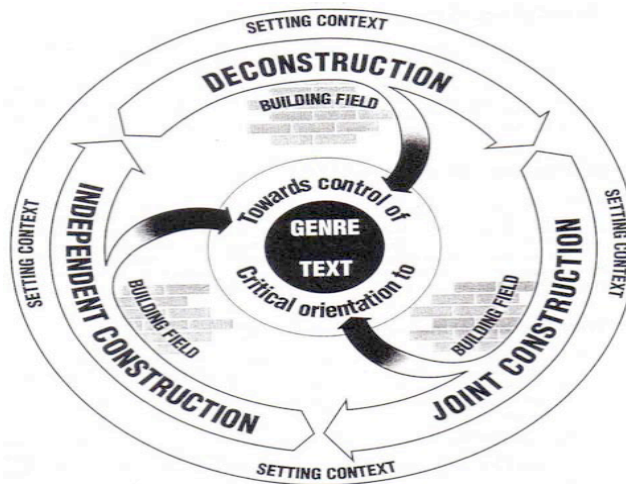 SETTING CONTEXT
DECONSTRUCTION
BUILDING FIELD
SETTING CONTEXT
INDEPENDENT CONSTRUCTION
BUILDING FIELD
Towards control of
GENRE
TEXT
Critical orientation to
BUILDING FIELD
JOINT CONSTRUCTION
SETTING CONTEXT
SETTING CONTEXT